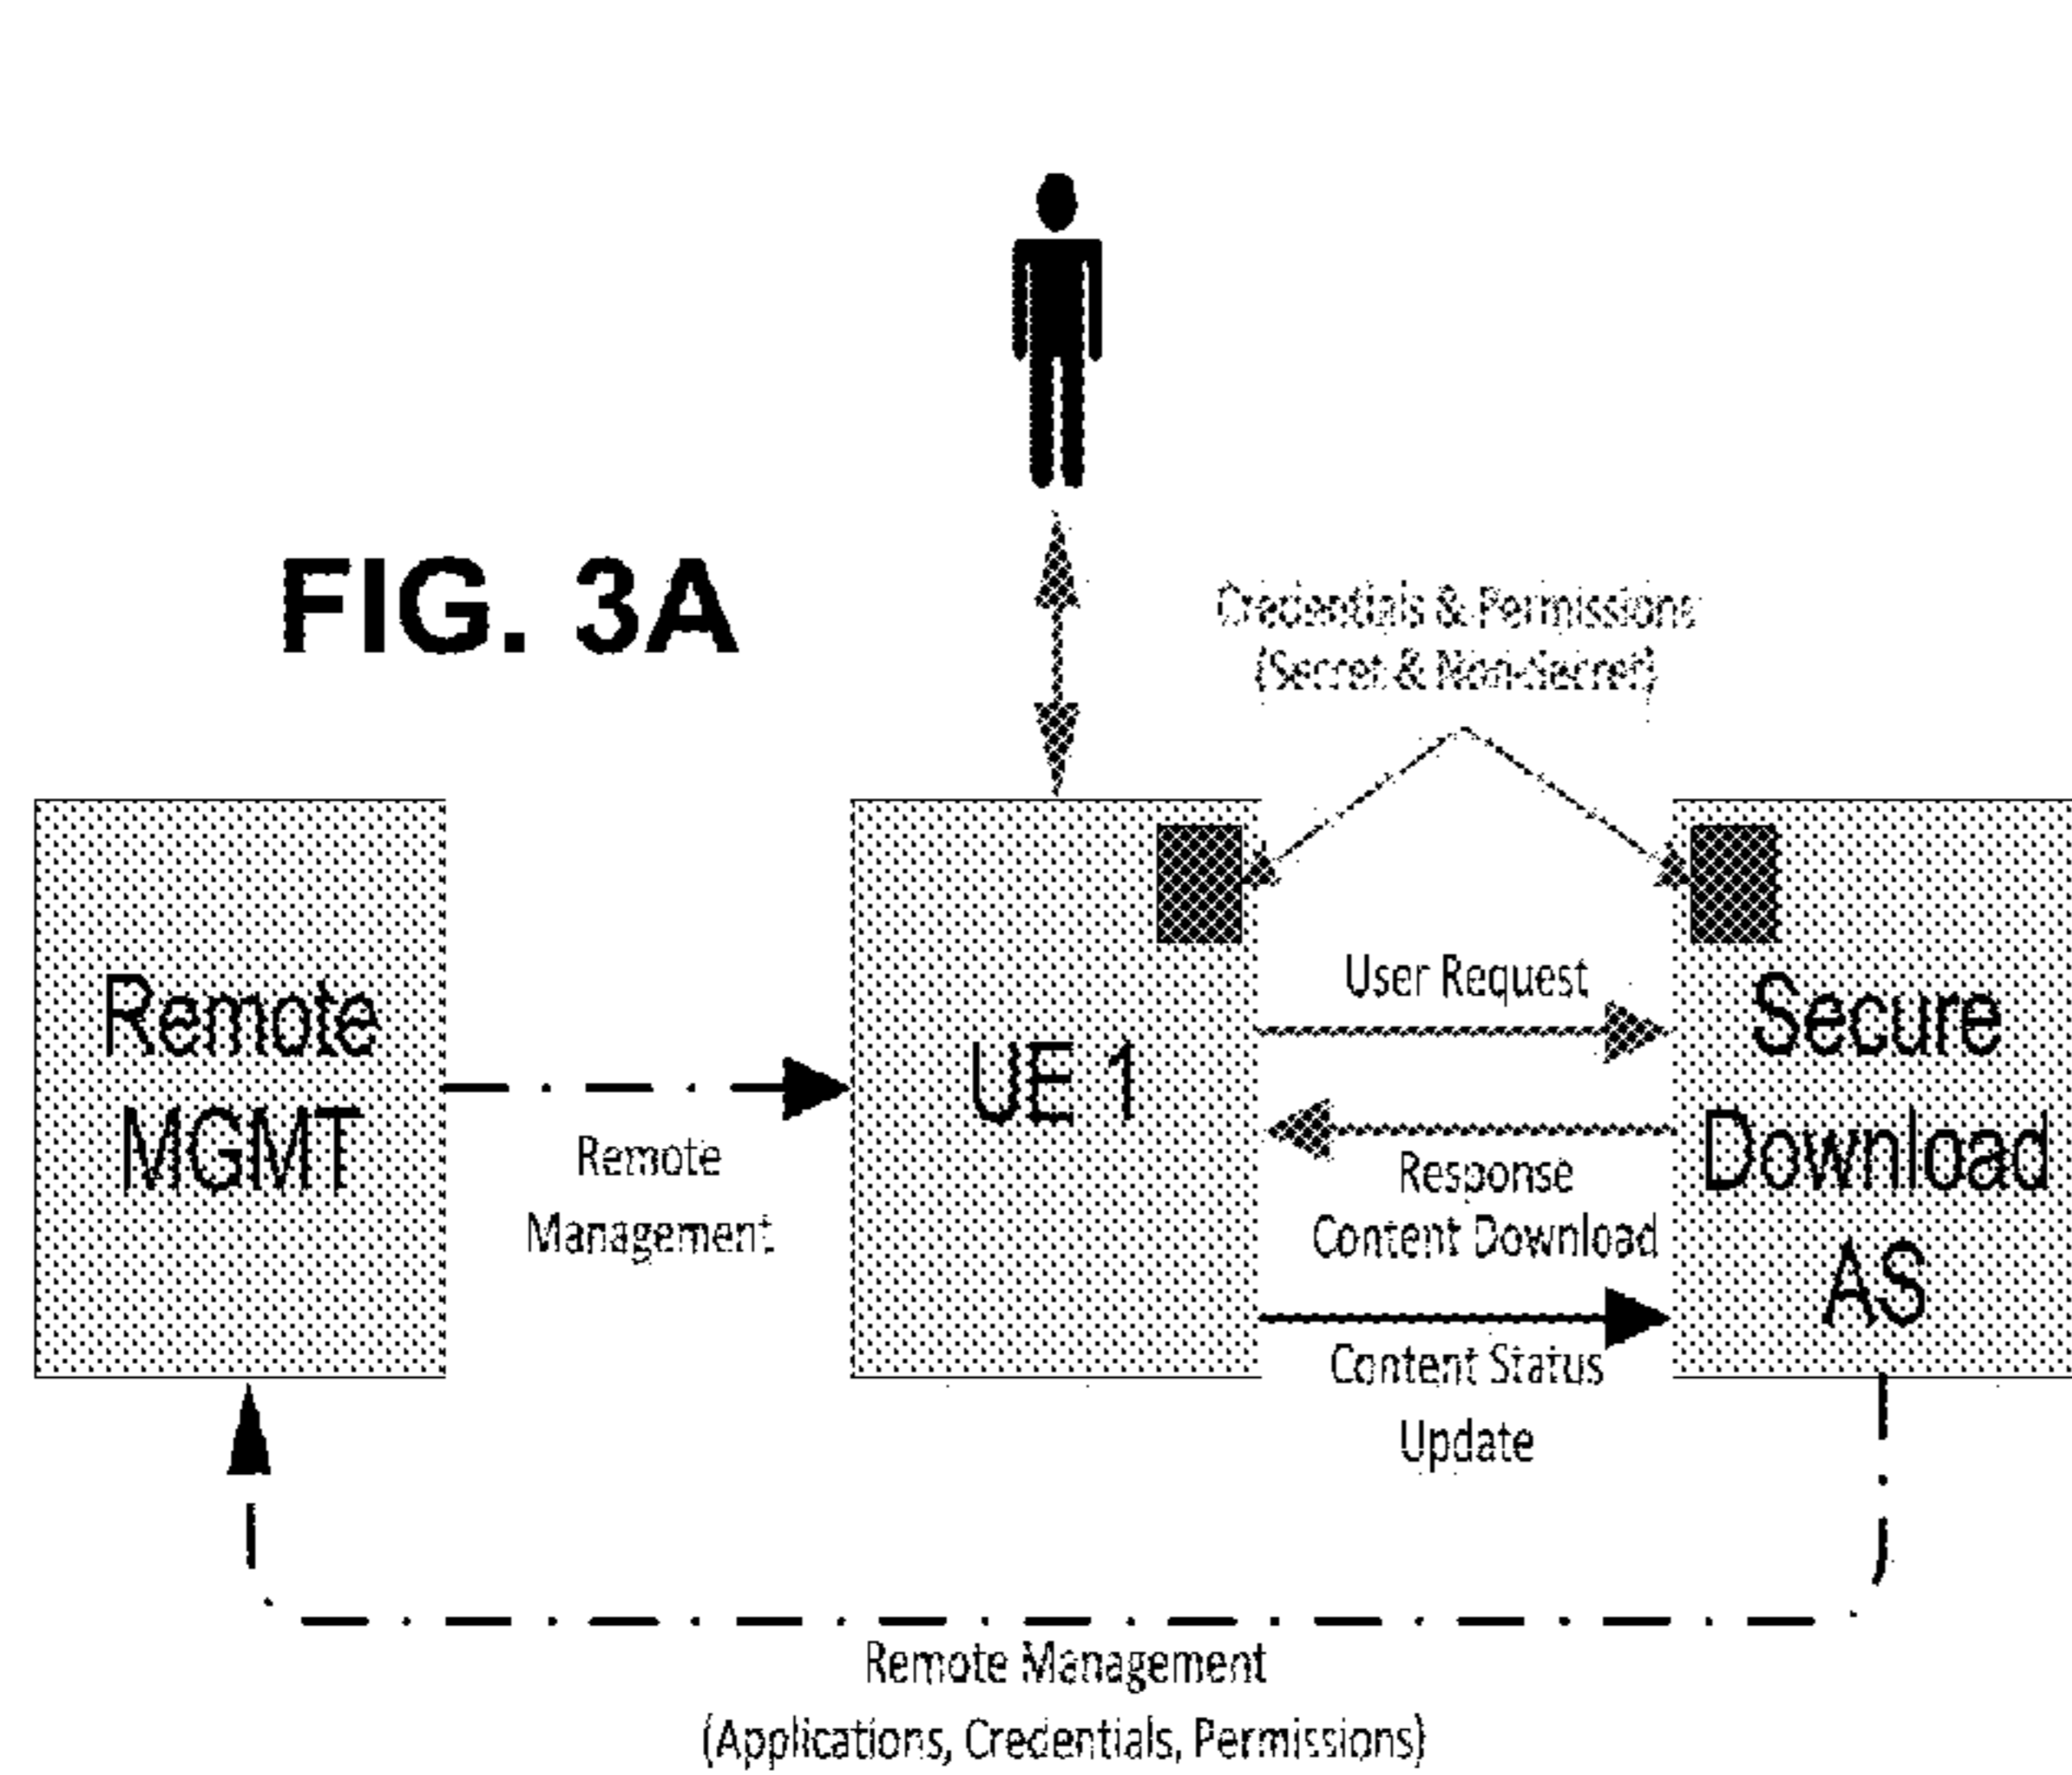 FIG. 3A
Credentials & Permissions
(Secret & Non-Secret)
Remote
MGMT
Remote
Management
UE 1
User Request
Response
Content Download
Content Status
Update
Secure
Download
AS
Remote Management
(Applications, Credentials, Permissions)